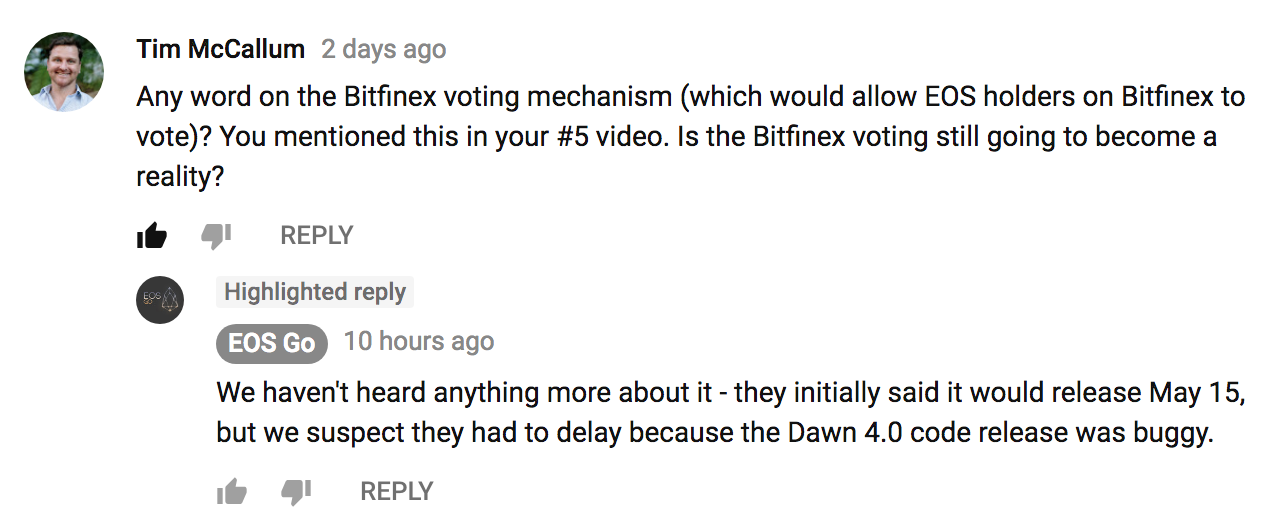 Tim McCallum 2 days ago
Any word on the Bitfinex voting mechanism (which would allow EOS holders on Bitfinex to
vote)? You mentioned this in your #5 video. Is the Bitfinex voting still going to become a
reality?
REPLY
EOS
GO
Highlighted reply
EOS Go 10 hours ago
We haven't heard anything more about it - they initially said it would release May 15,
but we suspect they had to delay because the Dawn 4.0 code release was buggy.
REPLY